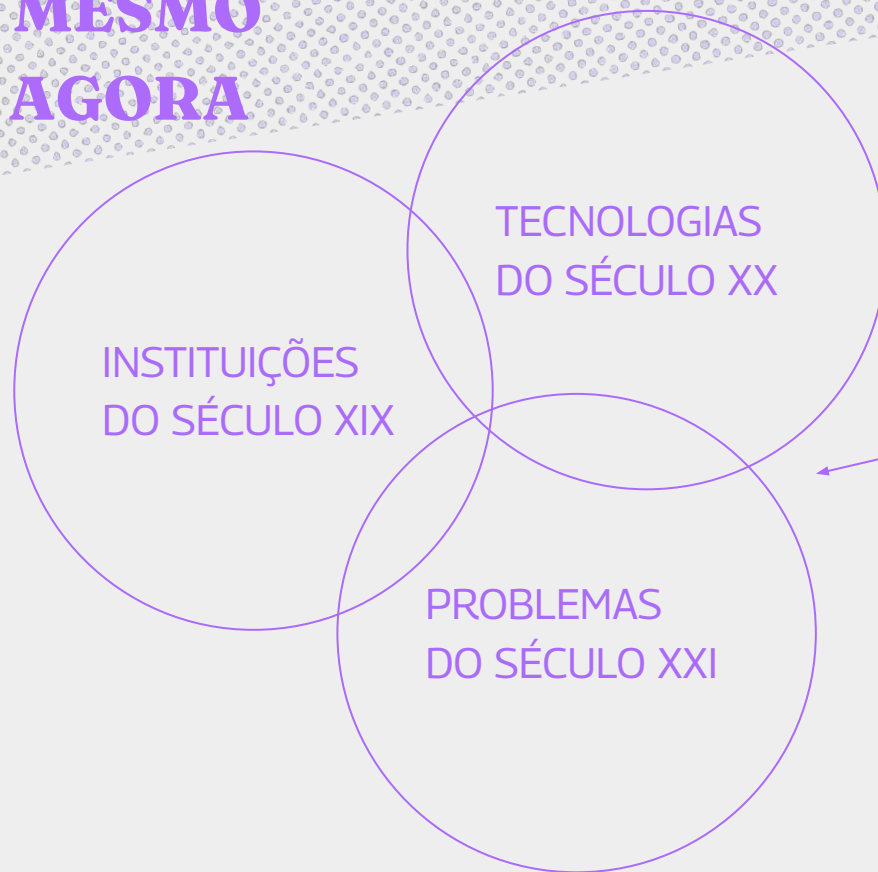 MESMO
AGORA
TECNOLOGIAS
DO SÉCULO XX
INSTITUIÇÕES
DO SÉCULO XIX
PROBLEMAS
DO SÉCULO XXI